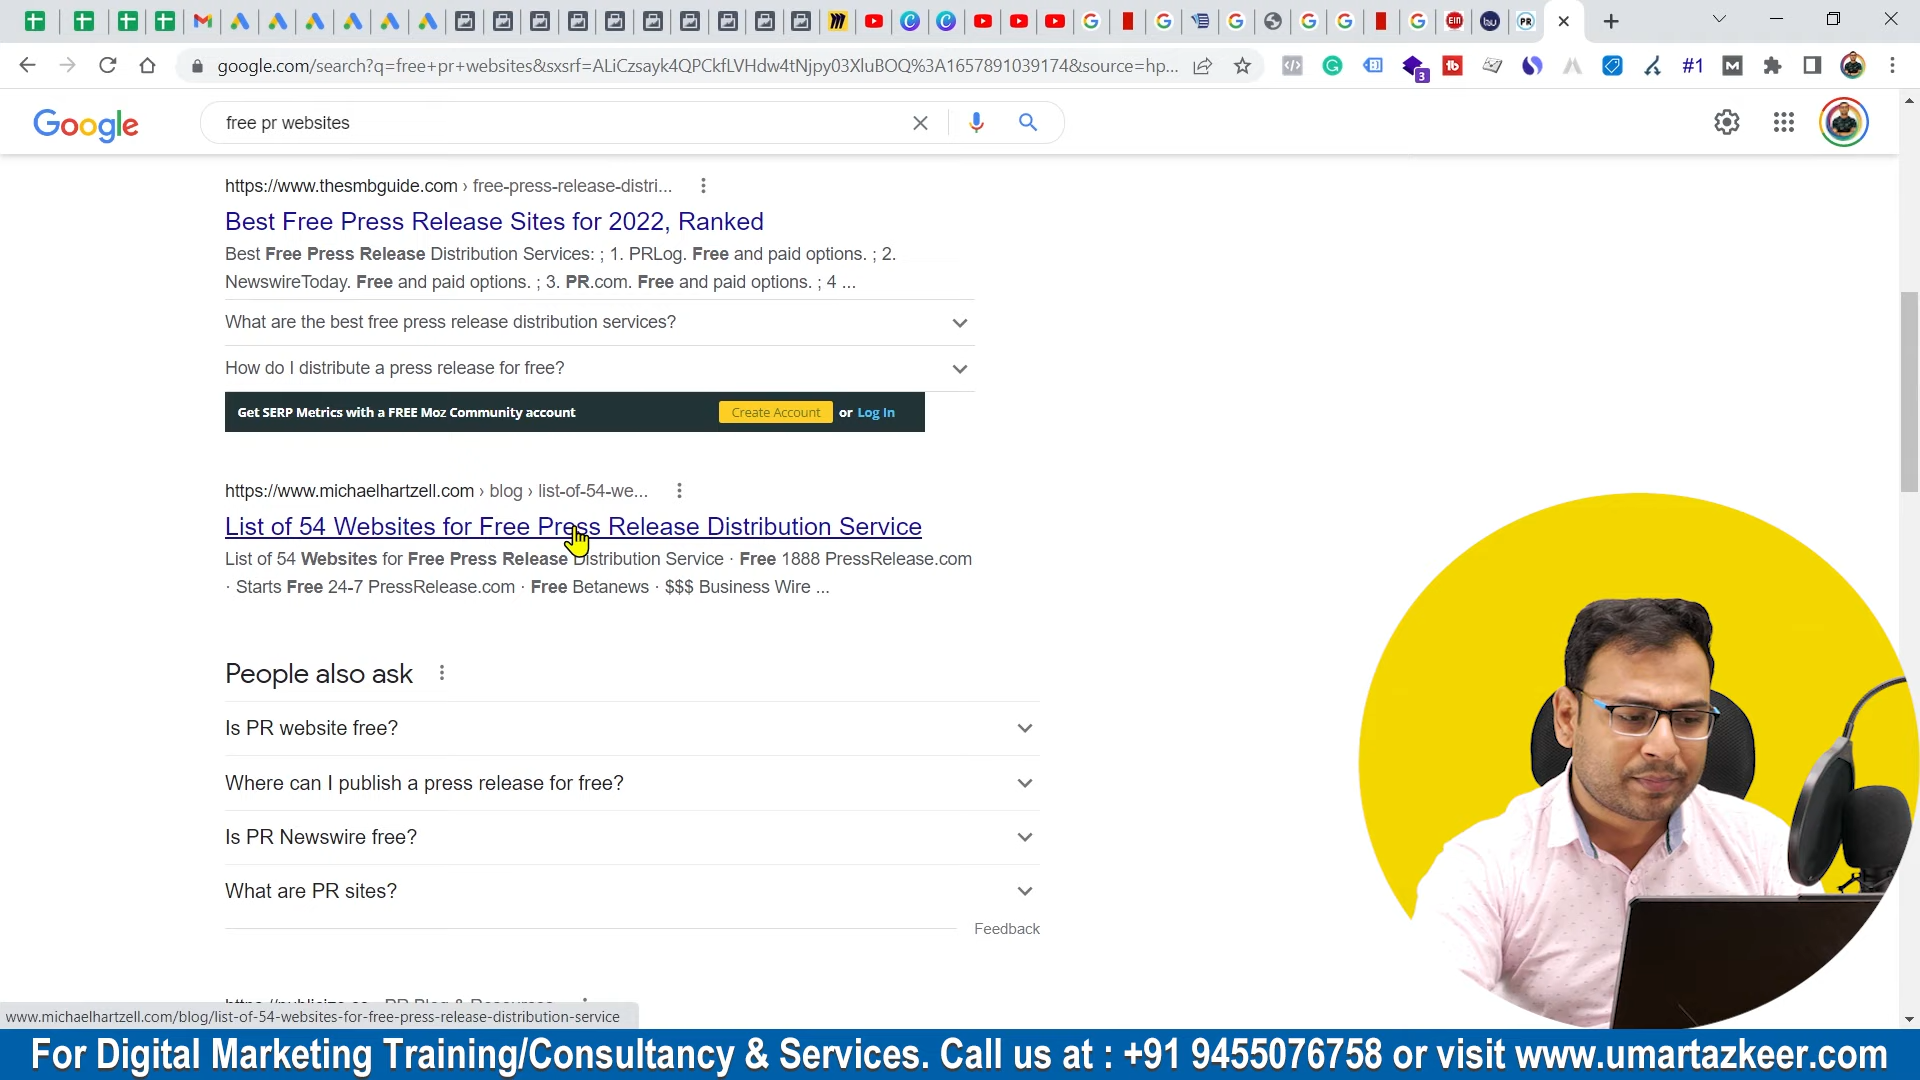 google.com/search?q=free+pr+websites&sxsrf=ALiCzsayk4QPCkfLVHdw4tNjpy03XluBOQ%3A1657891039174&source=hp...
#1
3
Google
free pr websites
https://www.thesmbguide.com › free-press-release-distri...
Best Free Press Release Sites for 2022, Ranked
Best Free Press Release Distribution Services: ; 1. PRLog. Free and paid options. ; 2.
NewswireToday. Free and paid options. ; 3. PR.com. Free and paid options. ; 4 ...
What are the best free press release distribution services?
How do I distribute a press release for free?
Get SERP Metrics with a FREE Moz Community account Create Account or Log In
https://www.michaelhartzell.com › blog › list-of-54-we...
List of 54 Websites for Free Press Release Distribution Service
List of 54 Websites for Free Press Release Distribution Service · Free 1888 PressRelease.com
· Starts Free 24-7 PressRelease.com · Free Betanews · $$$ Business Wire ...
People also ask
Is PR website free?
Where can I publish a press release for free?
Is PR Newswire free?
What are PR sites?
Feedback
www.michaelhartzell.com/blog/list-of-54-websites-for-free-press-release-distribution-service
For Digital Marketing Training/Consultancy & Services. Call us at : +91 9455076758 or visit www.umartazkeer.com